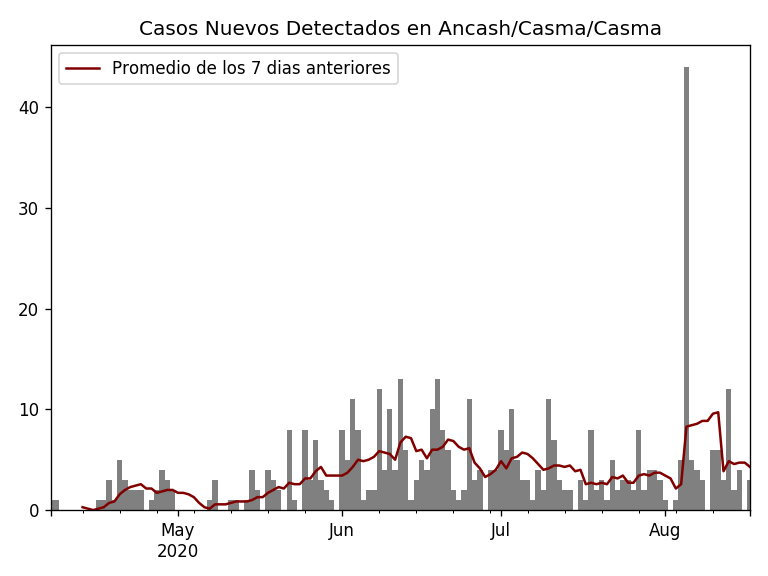 Casos Nuevos Detectados en Ancash/Casma/Casma
Promedio de los 7 dias anteriores
40
30
20
10
0
May
2020
Jun
Jul
Aug